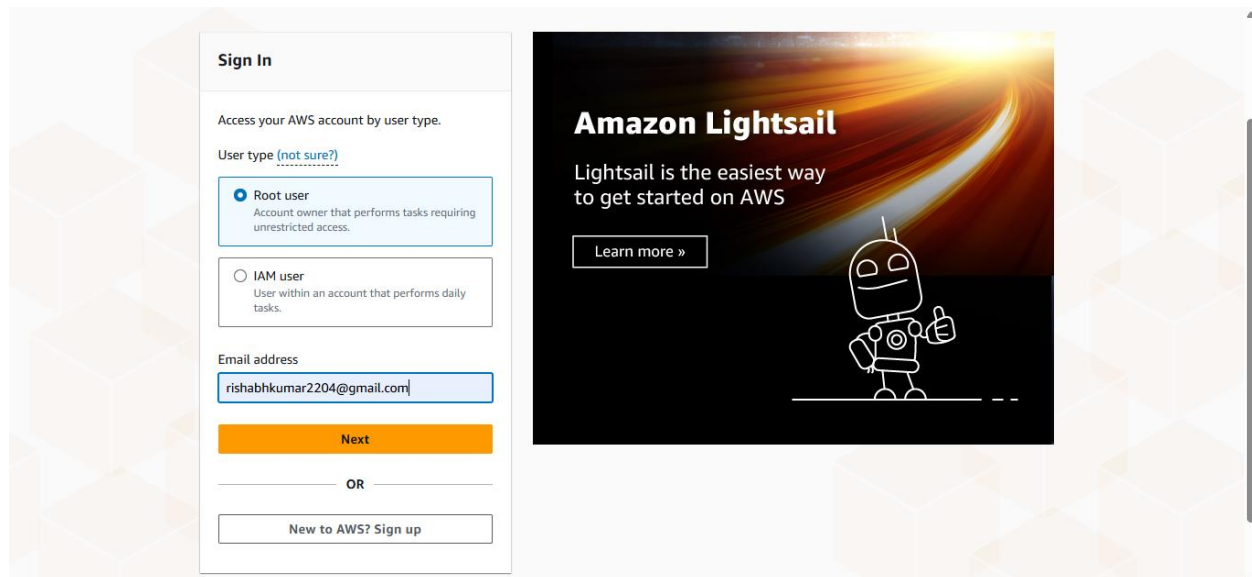 Sign In
Access your AWS account by user type.
User type (not sure?)
Root user
Account owner that performs tasks requiring
unrestricted access.
IAM user
User within an account that performs daily
tasks.
Email address
rishabhkumar2204@gmail.com
Next
OR
New to AWS? Sign up
Amazon Lightsail
Lightsail is the easiest way
to get started on AWS
Learn more »